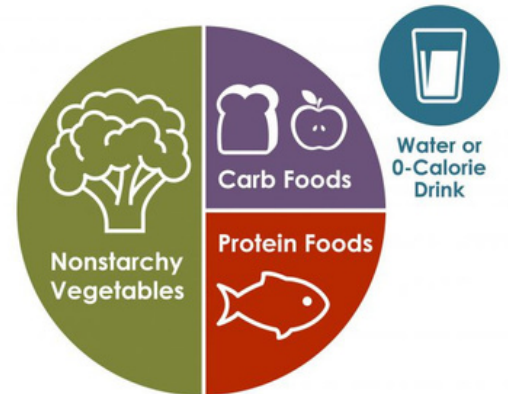 Nonstarchy
Vegetables
Carb Foods
Protein Foods
Water or
0-Calorie
Drink